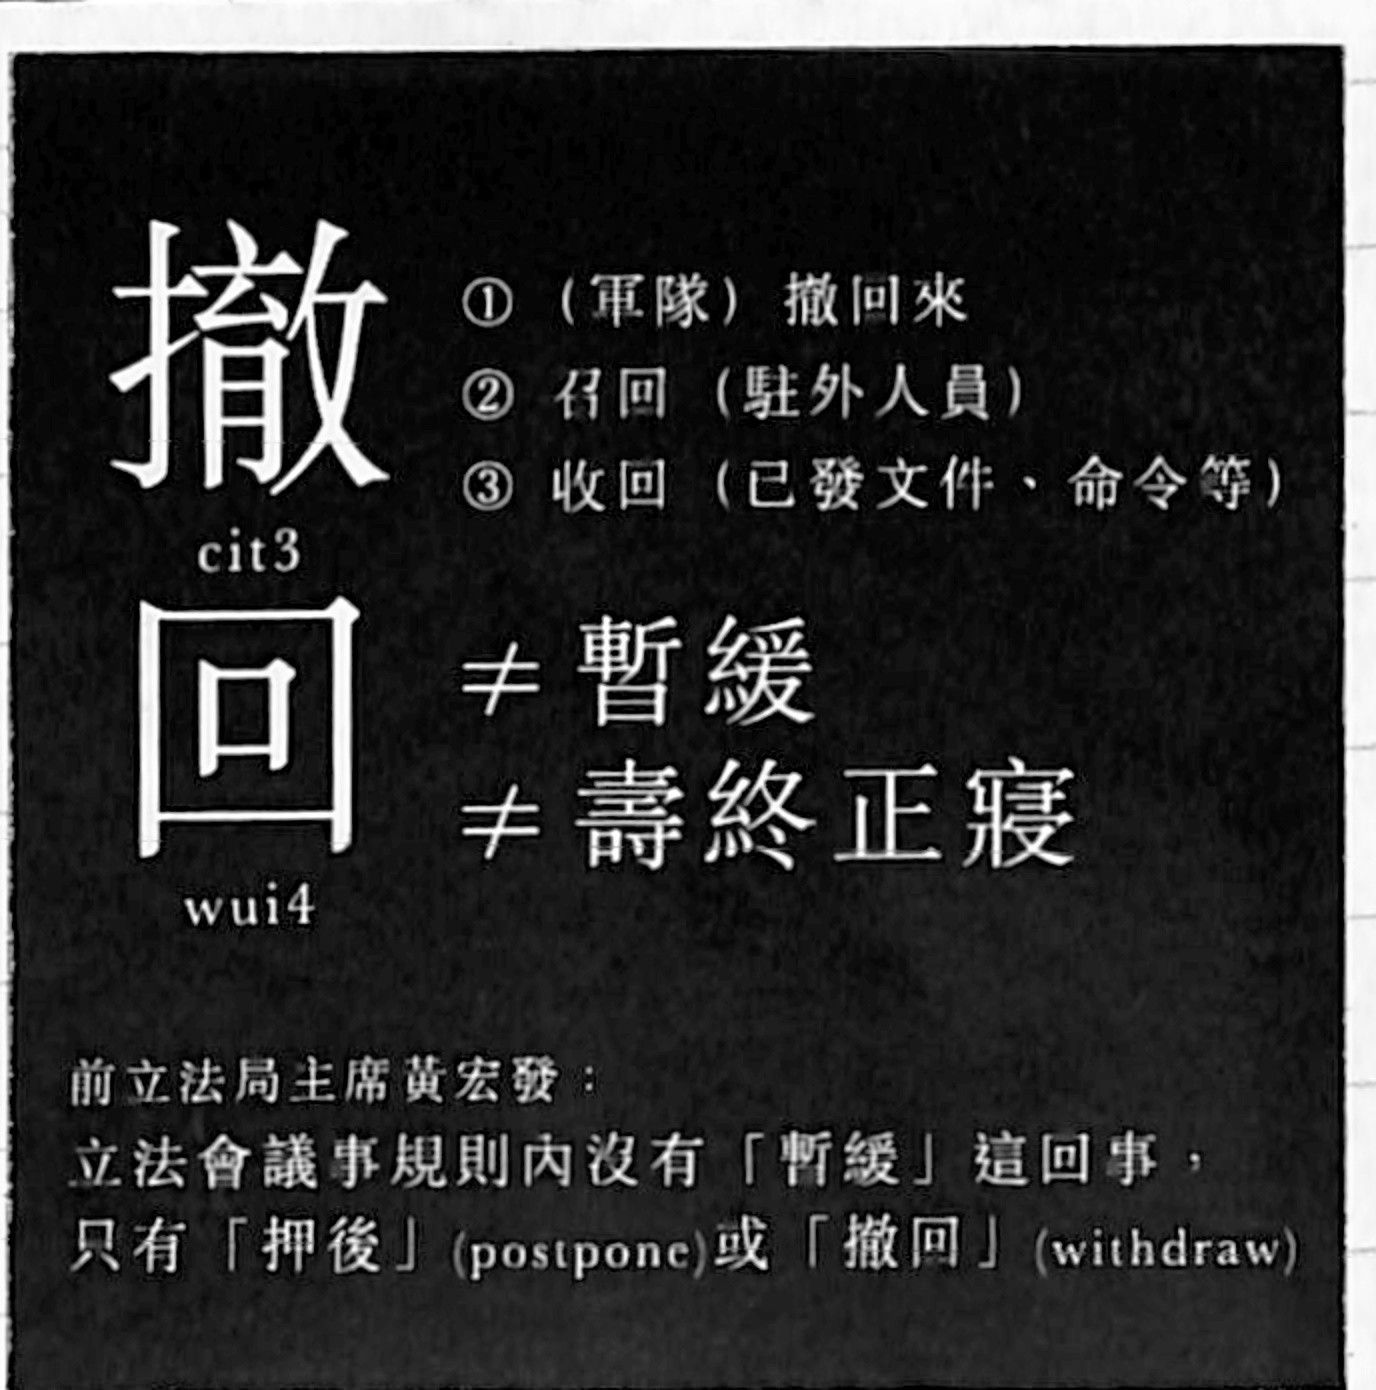 撤
cit3
回
wui4
① （軍隊） 撤回來
② 召回 （駐外人員）
③ 收回 （已發文件、命令等）
≠ 暫緩
≠ 壽終正寢
前立法局主席黃宏發：
立法會議事規則內沒有「暫緩」這回事，
只有「押後」(postpone)或「撤回」(withdraw)